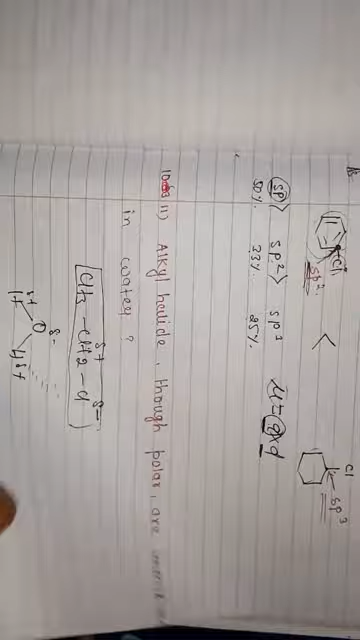 Cl Cl
sp2. < sp3
sp > sp2 > sp3 μ = q×d
50%. 33%. 25%.
ii) Alkyl halide, though polar, are
in water?
δ+ δ-
CH3 - CH2 - Cl
δ-
δ+ O
H Hδ+